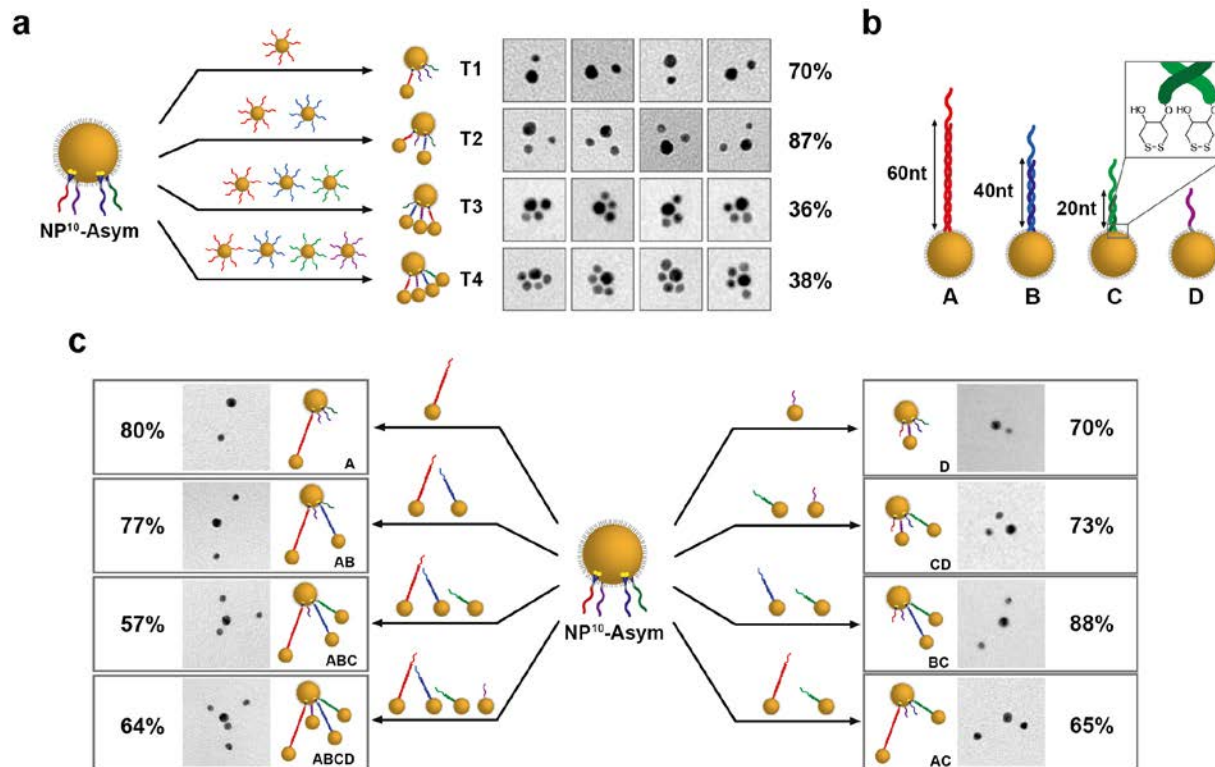 a
T1
70%
T2
87%
T3
36%
T4
38%
NP¹⁰-Asym
b
60nt
40nt
20nt
HO
O
HO
O
S-S
S-S
A
B
C
D
c
80%
A
77%
AB
57%
ABC
64%
ABCD
NP¹⁰-Asym
D
70%
CD
73%
BC
88%
AC
65%